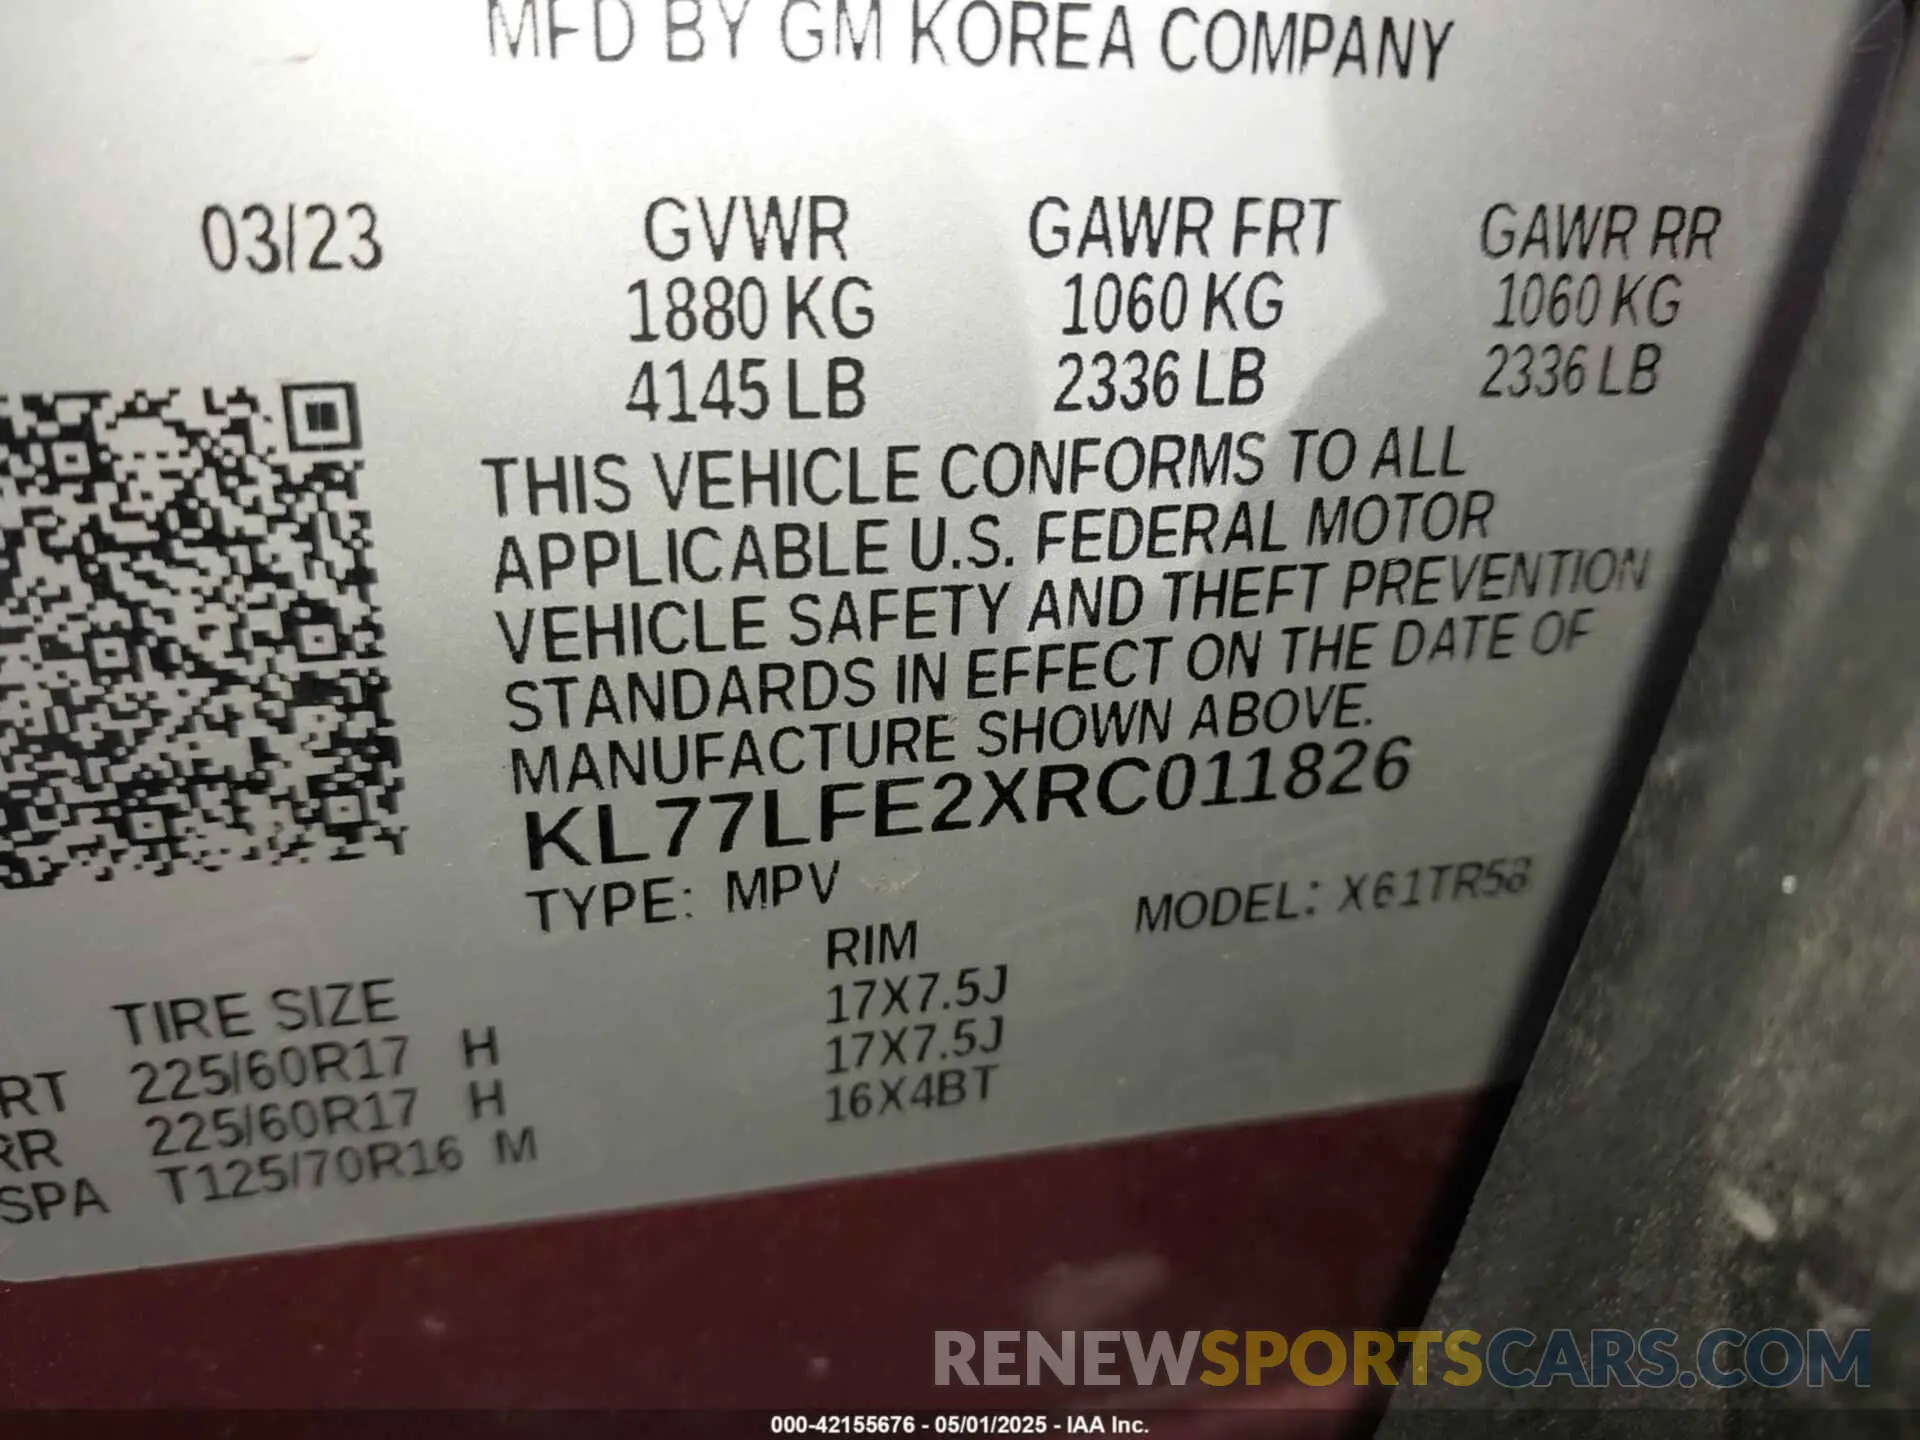 MFD BY GM KOREA COMPANY
03/23 GVWR GAWR FRT GAWR RR
1880 KG 1060 KG 1060 KG
4145 LB 2336 LB 2336 LB
THIS VEHICLE CONFORMS TO ALL
APPLICABLE U.S. FEDERAL MOTOR
VEHICLE SAFETY AND THEFT PREVENTION
STANDARDS IN EFFECT ON THE DATE OF
MANUFACTURE SHOWN ABOVE.
KL77LFE2XRC011826
TYPE: MPV MODEL: X61TR58
TIRE SIZE RIM
RT 225/60R17 H 17X7.5J
RR 225/60R17 H 17X7.5J
SPA T125/70R16 M 16X4BT
RENEWSPORTSCARS.COM
000-42155676 - 05/01/2025 - IAA Inc.